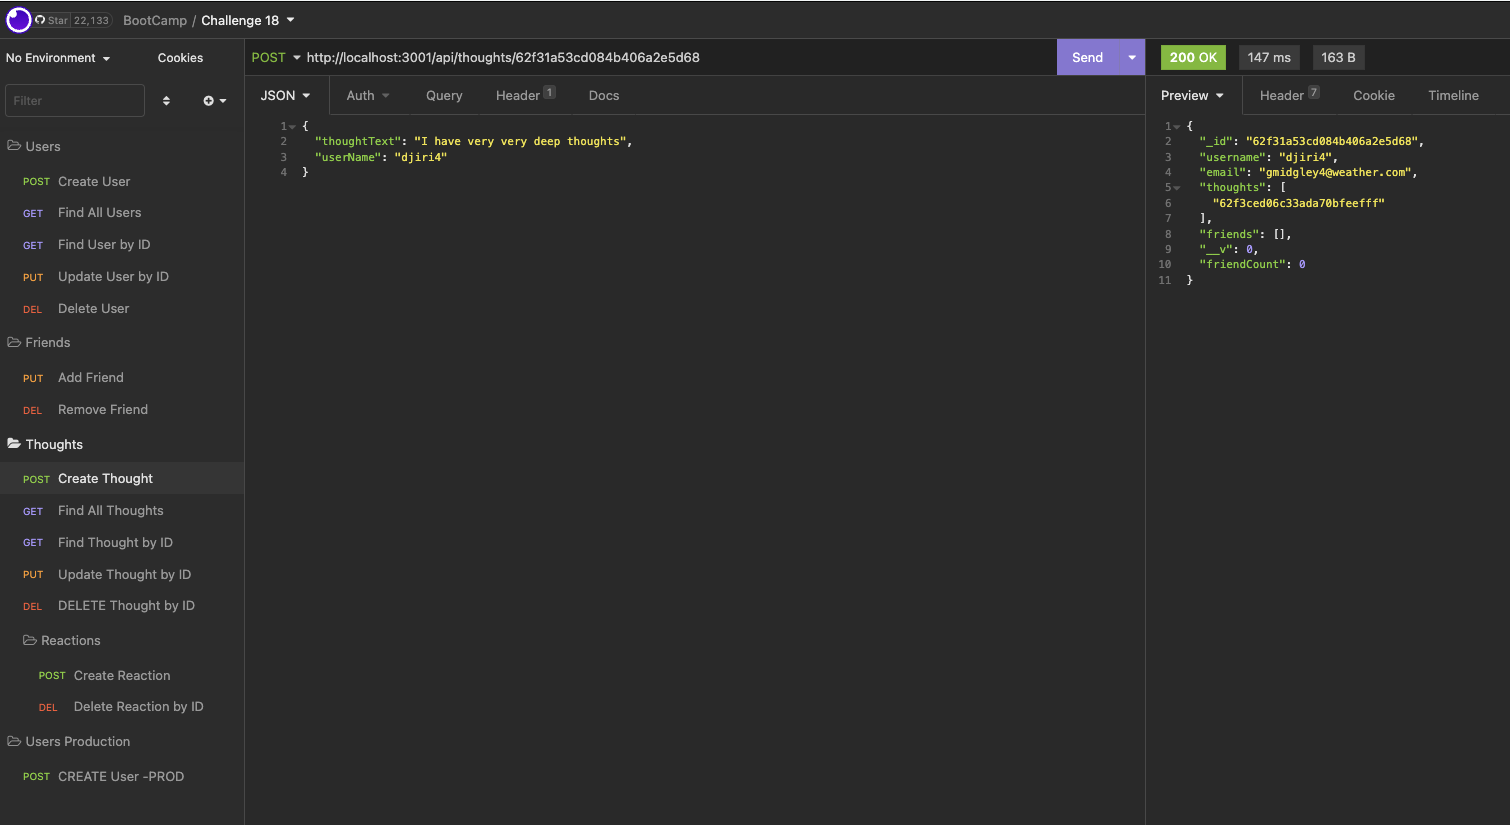 Star 22,133 BootCamp / Challenge 18
No Environment Cookies
Filter
Users
POST Create User
GET Find All Users
GET Find User by ID
PUT Update User by ID
DEL Delete User
Friends
PUT Add Friend
DEL Remove Friend
Thoughts
POST Create Thought
GET Find All Thoughts
GET Find Thought by ID
PUT Update Thought by ID
DEL DELETE Thought by ID
Reactions
POST Create Reaction
DEL Delete Reaction by ID
Users Production
POST CREATE User -PROD
POST http://localhost:3001/api/thoughts/62f31a53cd084b406a2e5d68 Send
JSON Auth Query Header 1 Docs
1 {
2 "thoughtText": "I have very very deep thoughts",
3 "userName": "djiri4"
4 }
200 OK 147 ms 163 B
Preview Header 7 Cookie Timeline
1 {
2 "_id": "62f31a53cd084b406a2e5d68",
3 "username": "djiri4",
4 "email": "gmidgley4@weather.com",
5 "thoughts": [
6 "62f3ced06c33ada70bfeefff"
7 ],
8 "friends": [],
9 "__v": 0,
10 "friendCount": 0
11 }